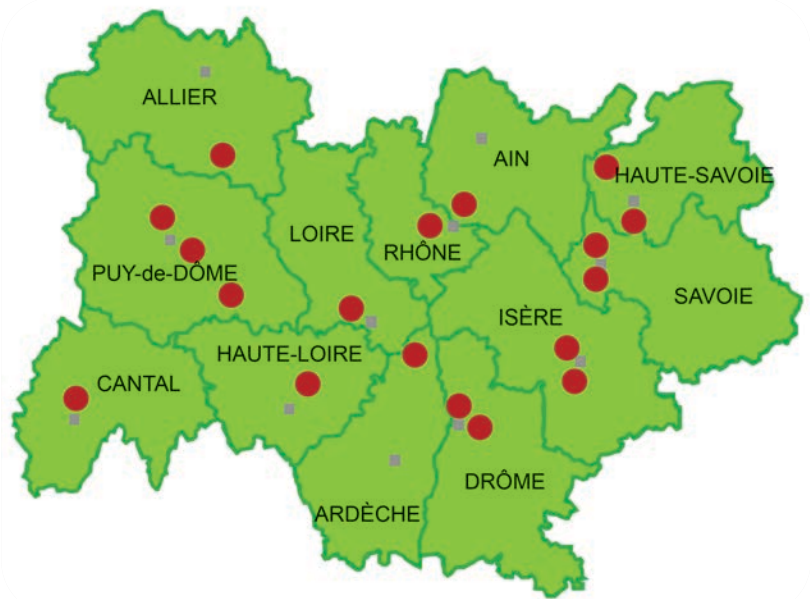 ALLIER
AIN
HAUTE-SAVOIE
LOIRE
RHÔNE
PUY-de-DÔME
SAVOIE
ISÈRE
HAUTE-LOIRE
CANTAL
DRÔME
ARDÈCHE